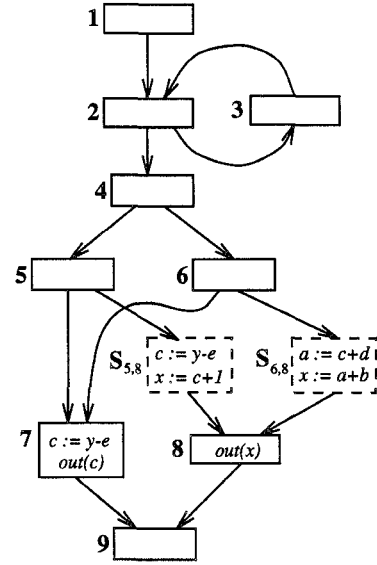 1
2
3
4
5
6
S5,8
c := y-e
x := c+1
S6,8
a := c+d
x := a+b
7
c := y-e
out(c)
8
out(x)
9